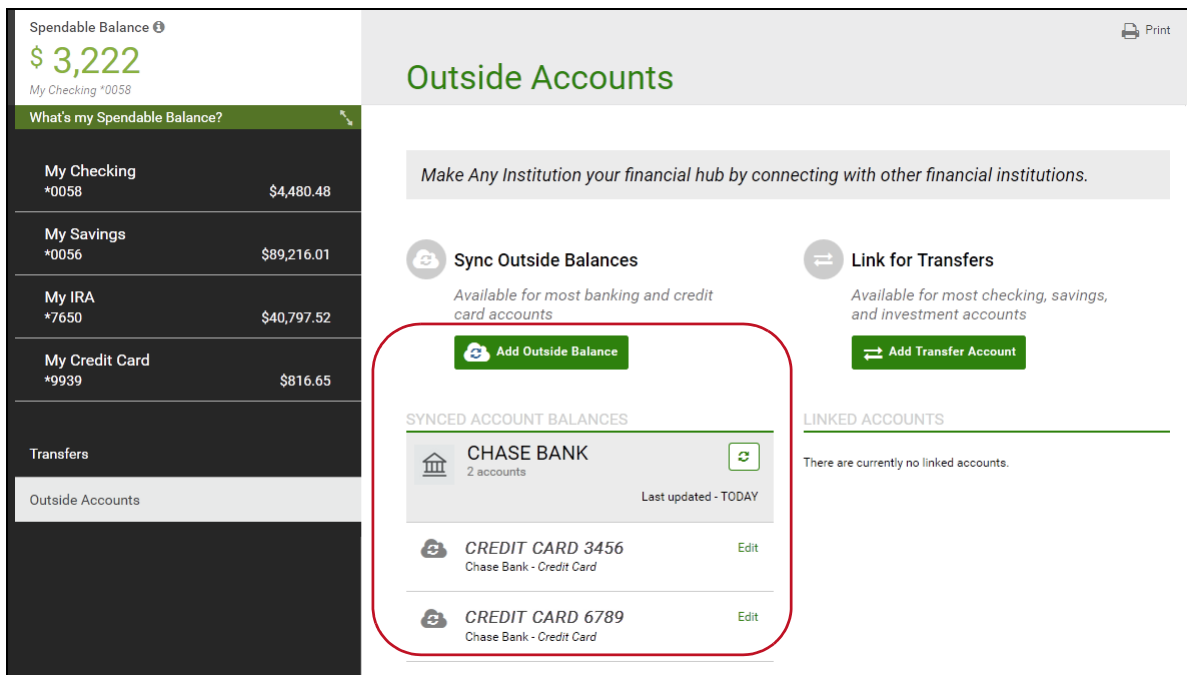 Spendable Balance
$ 3,222
My Checking *0058
What's my Spendable Balance?
My Checking
*0058 $4,480.48
My Savings
*0056 $89,216.01
My IRA
*7650 $40,797.52
My Credit Card
*9939 $816.65
Transfers
Outside Accounts
Print
Outside Accounts
Make Any Institution your financial hub by connecting with other financial institutions.
Sync Outside Balances
Available for most banking and credit
card accounts
Add Outside Balance
SYNCED ACCOUNT BALANCES
CHASE BANK
2 accounts
Last updated - TODAY
CREDIT CARD 3456 Edit
Chase Bank - Credit Card
CREDIT CARD 6789 Edit
Chase Bank - Credit Card
Link for Transfers
Available for most checking, savings,
and investment accounts
Add Transfer Account
LINKED ACCOUNTS
There are currently no linked accounts.